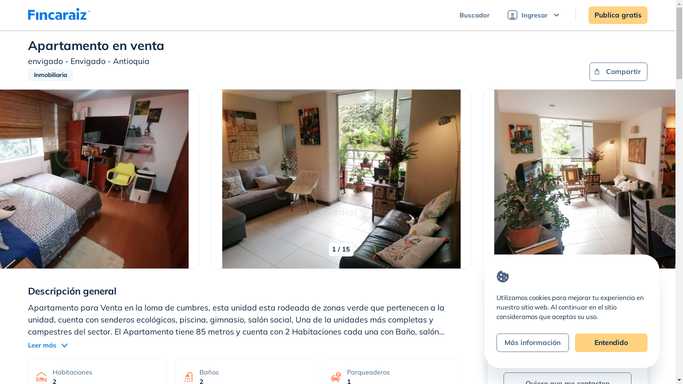 Fincaraiz
Buscador
Ingresar
Publica gratis
Apartamento en venta
envigado - Envigado - Antioquia
Inmobiliaria
Compartir
1 / 15
Descripción general
Apartamento para Venta en la loma de cumbres, esta unidad esta rodeada de zonas verde que pertenecen a la
unidad, cuenta con senderos ecológicos, piscina, gimnasio, salón social, Una de la unidades más completas y
campestres del sector. El Apartamento tiene 85 metros y cuenta con 2 Habitaciones cada una con Baño, salón...
Leer más
Habitaciones
2
Baños
2
Parqueaderos
1
Utilizamos cookies para mejorar tu experiencia en
nuestro sitio web. Al continuar en el sitio
consideramos que aceptas su uso.
Más información
Entendido
Quiero que me contacten